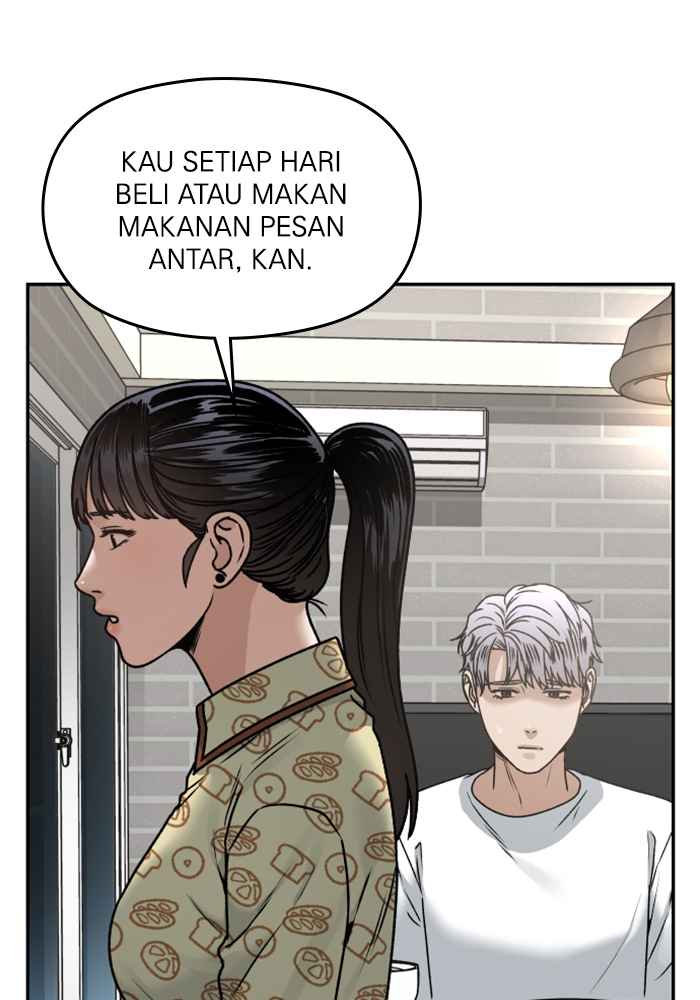 KAU SETIAP HARI
BELI ATAU MAKAN
MAKANAN PESAN
ANTAR, KAN.